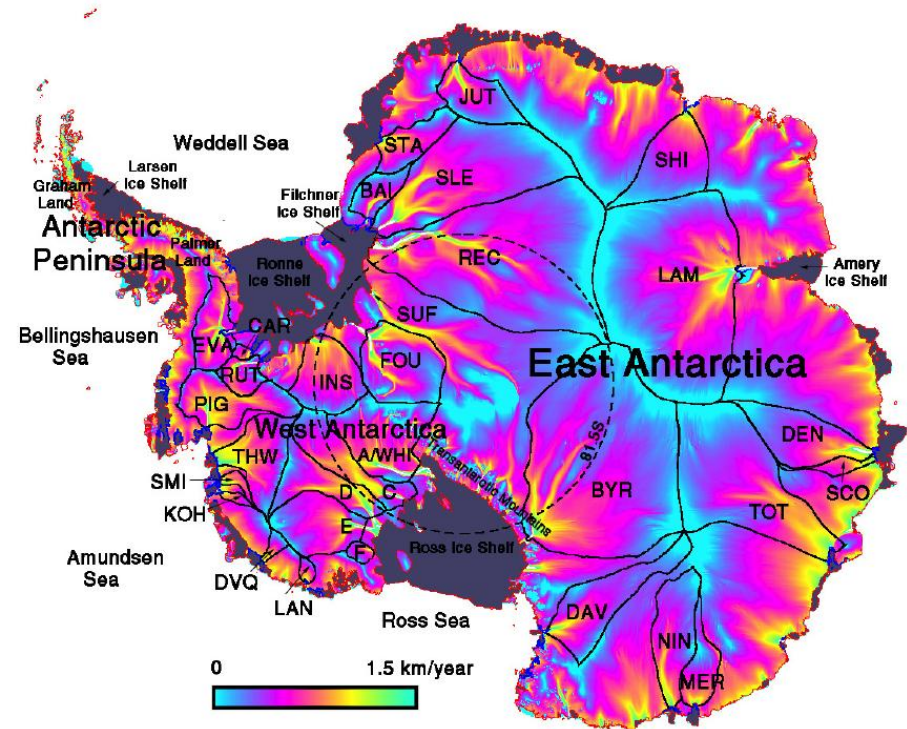 JUT
Weddell Sea
STA
SHI
Larsen
Ice Shelf
Graham
Land
BAI
SLE
Filchner
Ice Shelf
Antarctic
Peninsula
Palmer
Land
Ronne
Ice Shelf
REC
LAM
Amery
Ice Shelf
SUF
Bellingshausen
Sea
CAR
EVA
RUT
INS
FOU
East Antarctica
PIG
West Antarctica
THW
A/WHI
81.5S
DEN
SMI
D
C
Transantarctic Mountains
BYR
SCO
KOH
E
TOT
F
Ross Ice Shelf
Amundsen
Sea
DVQ
LAN
Ross Sea
DAV
NIN
MER
0
1.5 km/year